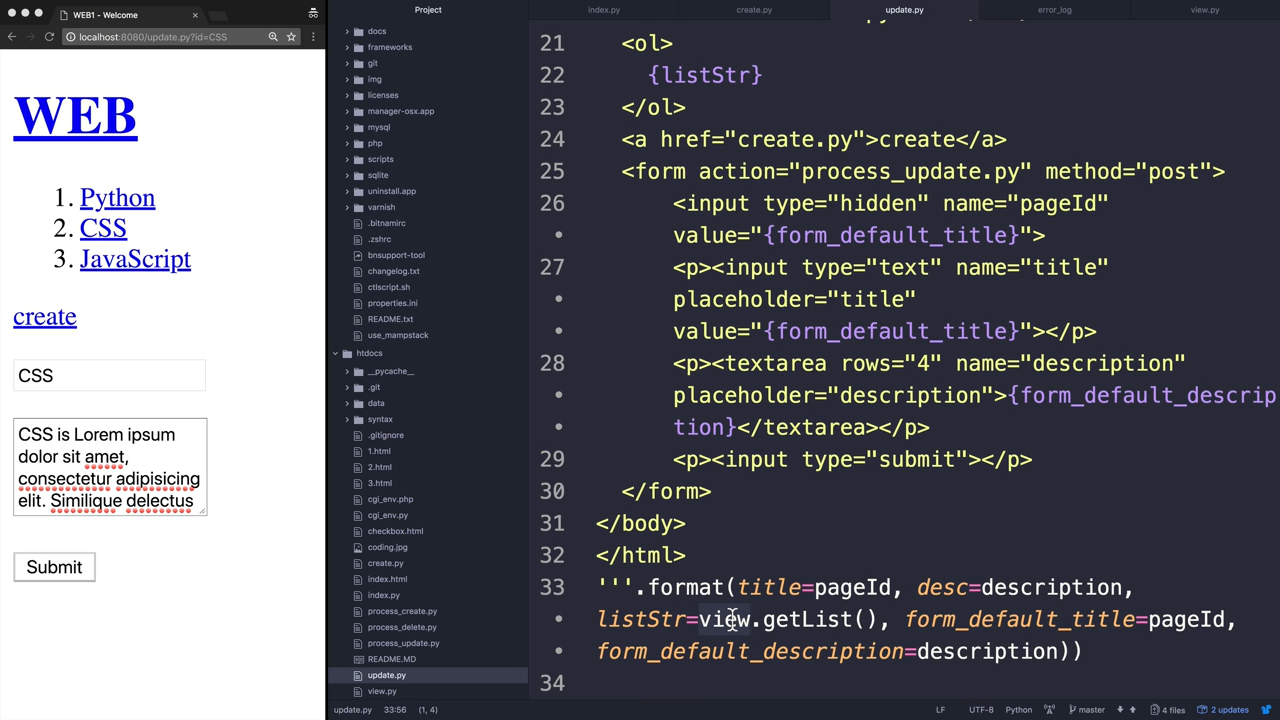 WEB1 - Welcome
localhost:8080/update.py?id=CSS
WEB
1. Python
2. CSS
3. JavaScript
create
CSS
CSS is Lorem ipsum
dolor sit amet,
consectetur adipisicing
elit. Similique delectus
Submit
Project
docs
frameworks
git
img
licenses
manager-osx.app
mysql
php
scripts
sqlite
uninstall.app
varnish
.bitnamirc
.zshrc
bnsupport-tool
changelog.txt
ctlscript.sh
properties.ini
README.txt
use_mampstack
htdocs
__pycache__
.git
data
syntax
.gitignore
1.html
2.html
3.html
cgi_env.php
cgi_env.py
checkbox.html
coding.jpg
create.py
index.html
index.py
process_create.py
process_delete.py
process_update.py
README.MD
update.py
view.py
index.py create.py update.py error_log view.py
21 <ol>
22 {listStr}
23 </ol>
24 <a href="create.py">create</a>
25 <form action="process_update.py" method="post">
26 <input type="hidden" name="pageId"
value="{form_default_title}">
27 <p><input type="text" name="title"
placeholder="title"
value="{form_default_title}"></p>
28 <p><textarea rows="4" name="description"
placeholder="description">{form_default_descrip
tion}</textarea></p>
29 <p><input type="submit"></p>
30 </form>
31 </body>
32 </html>
33 '''.format(title=pageId, desc=description,
listStr=view.getList(), form_default_title=pageId,
form_default_description=description))
34
update.py 33:56 (1, 4) LF UTF-8 Python master 4 files 2 updates